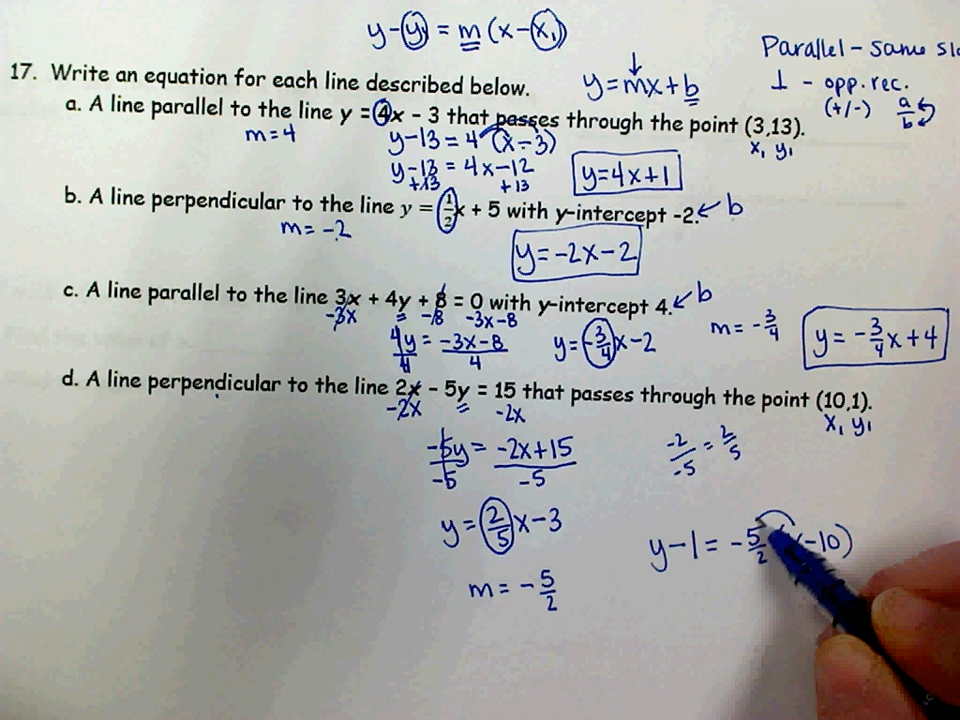 y-y₁ = m(x-x₁)
Parallel - same
17. Write an equation for each line described below.
y=mx+b
⊥ - opp. rec.
(+/-) a/b
a. A line parallel to the line y = 4x - 3 that passes through the point (3,13).
m=4
y-13 = 4(x-3)
x₁ y₁
y-13 = 4x-12
+13 +13
y=4x+1
b. A line perpendicular to the line y = 1/2x + 5 with y-intercept -2. ← b
m=-2
y=-2x-2
c. A line parallel to the line 3x + 4y + 8 = 0 with y-intercept 4. ← b
-3x -8 -3x-8
4y = -3x-8
4 4
y=-3/4x-2
m=-3/4
y=-3/4x+4
d. A line perpendicular to the line 2x - 5y = 15 that passes through the point (10,1).
-2x -2x
x₁ y₁
-5y = -2x+15
-5 -5
-2/-5 = 2/5
y=2/5x-3
y-1=-5/2(x-10)
m=-5/2